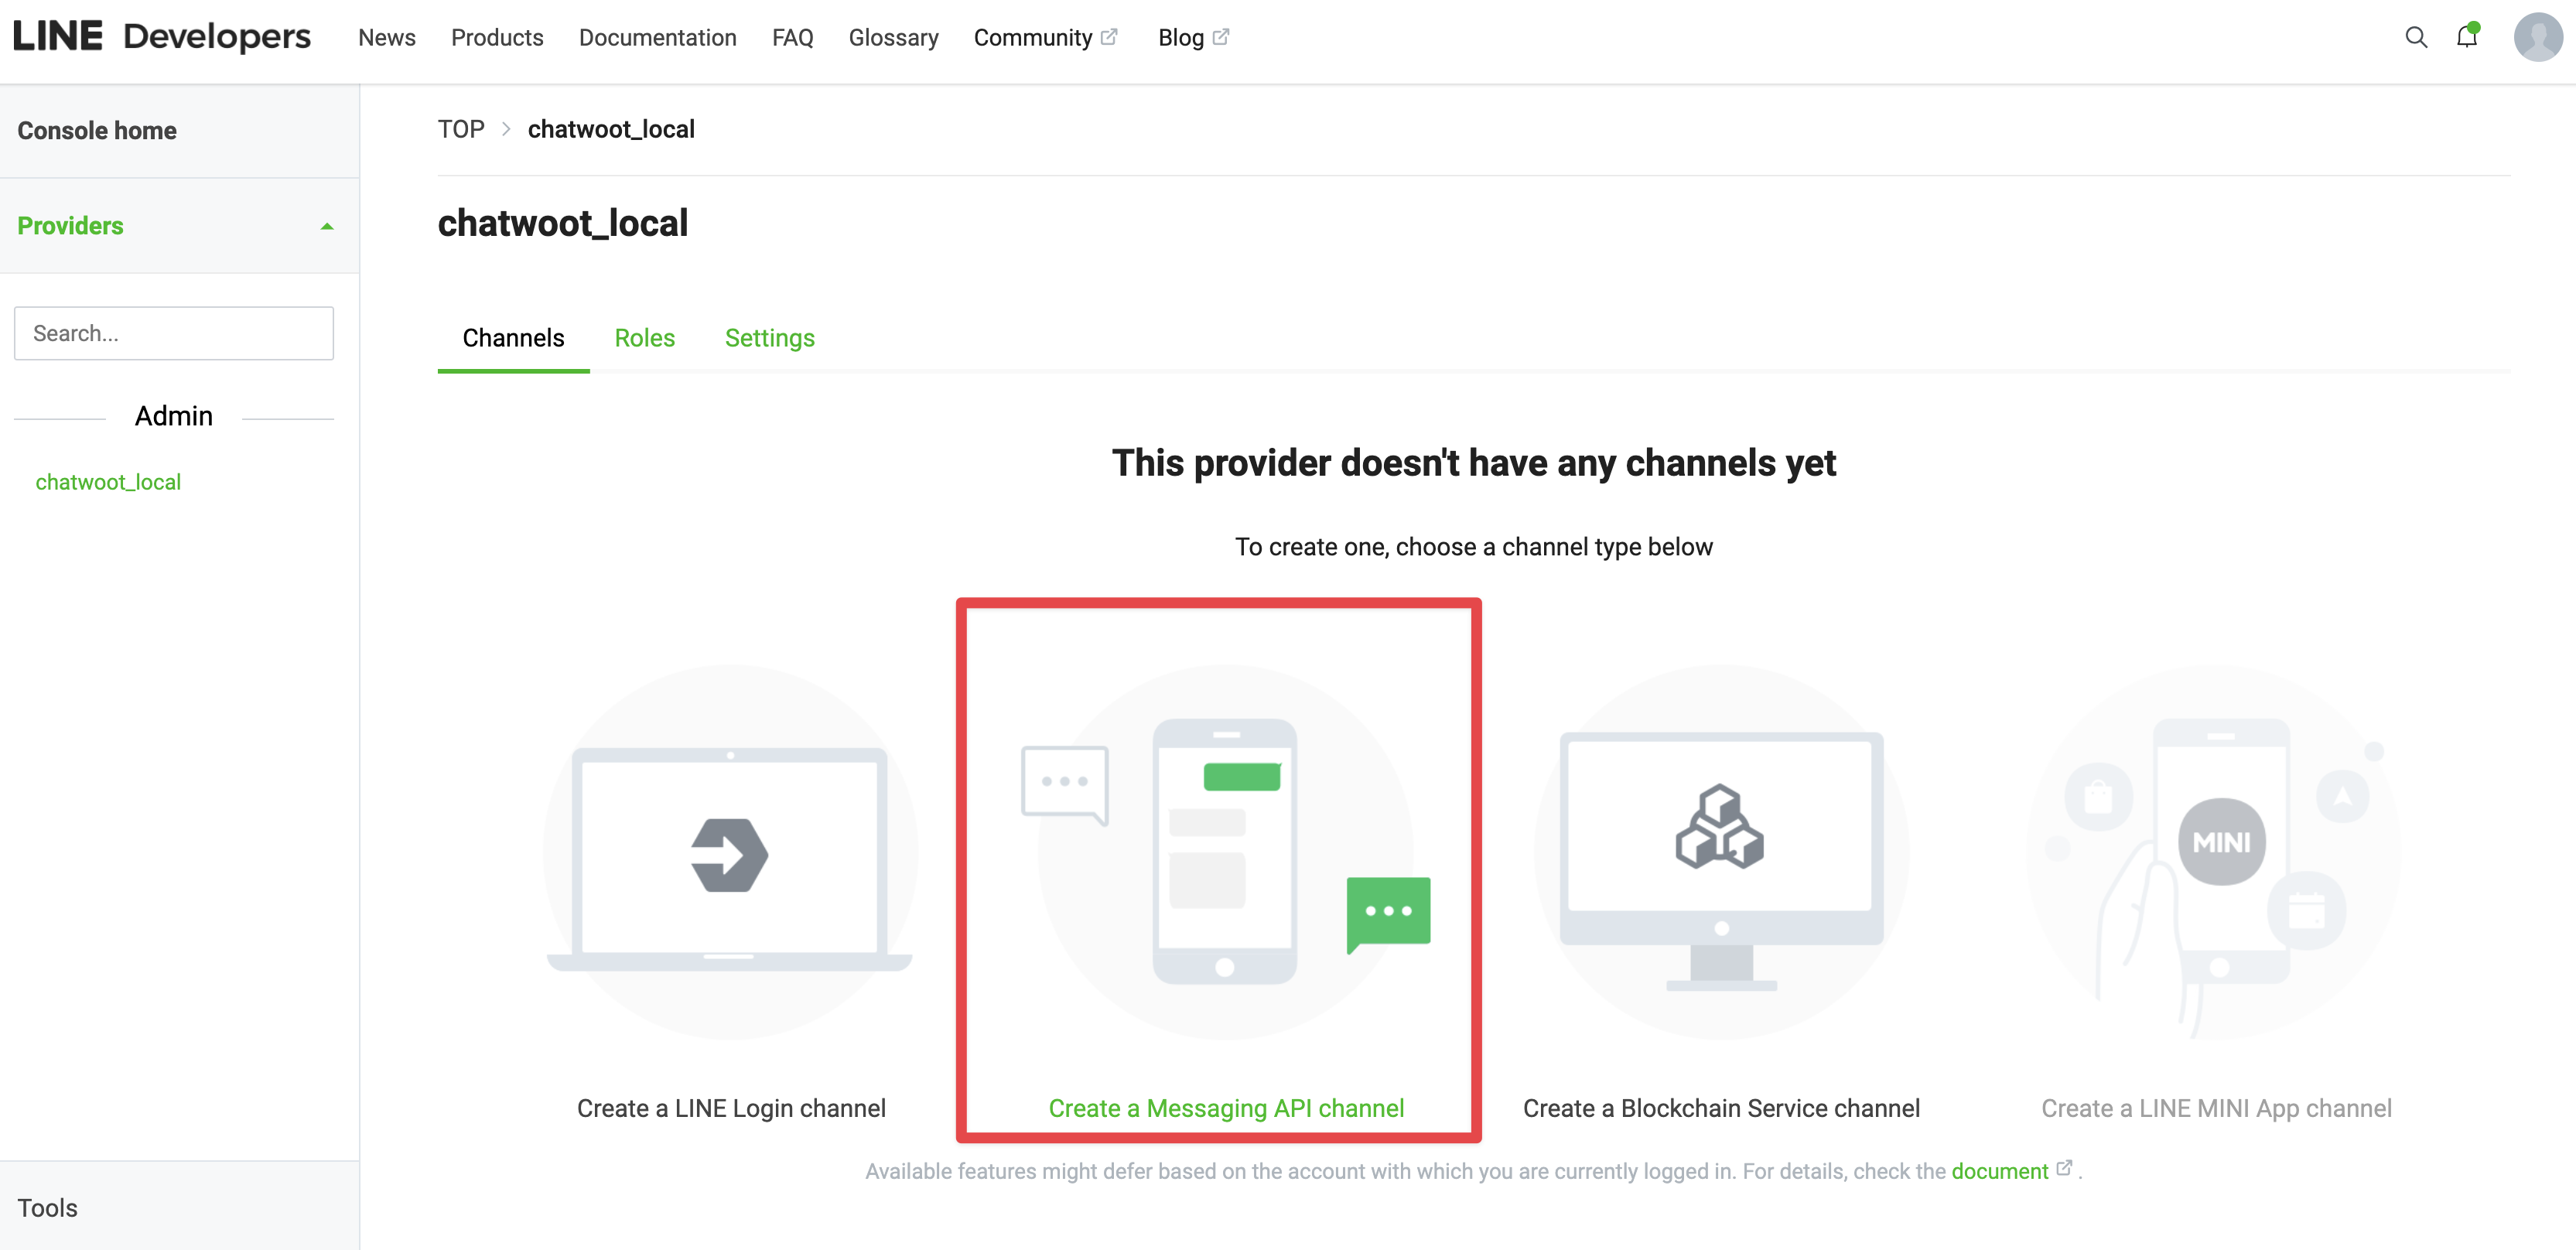 LINE Developers News Products Documentation FAQ Glossary Community Blog
Console home
TOP > chatwoot_local
Providers
chatwoot_local
Search...
Channels Roles Settings
Admin
chatwoot_local
This provider doesn't have any channels yet
To create one, choose a channel type below
MINI
Create a LINE Login channel
Create a Messaging API channel
Create a Blockchain Service channel
Create a LINE MINI App channel
Available features might defer based on the account with which you are currently logged in. For details, check the document .
Tools